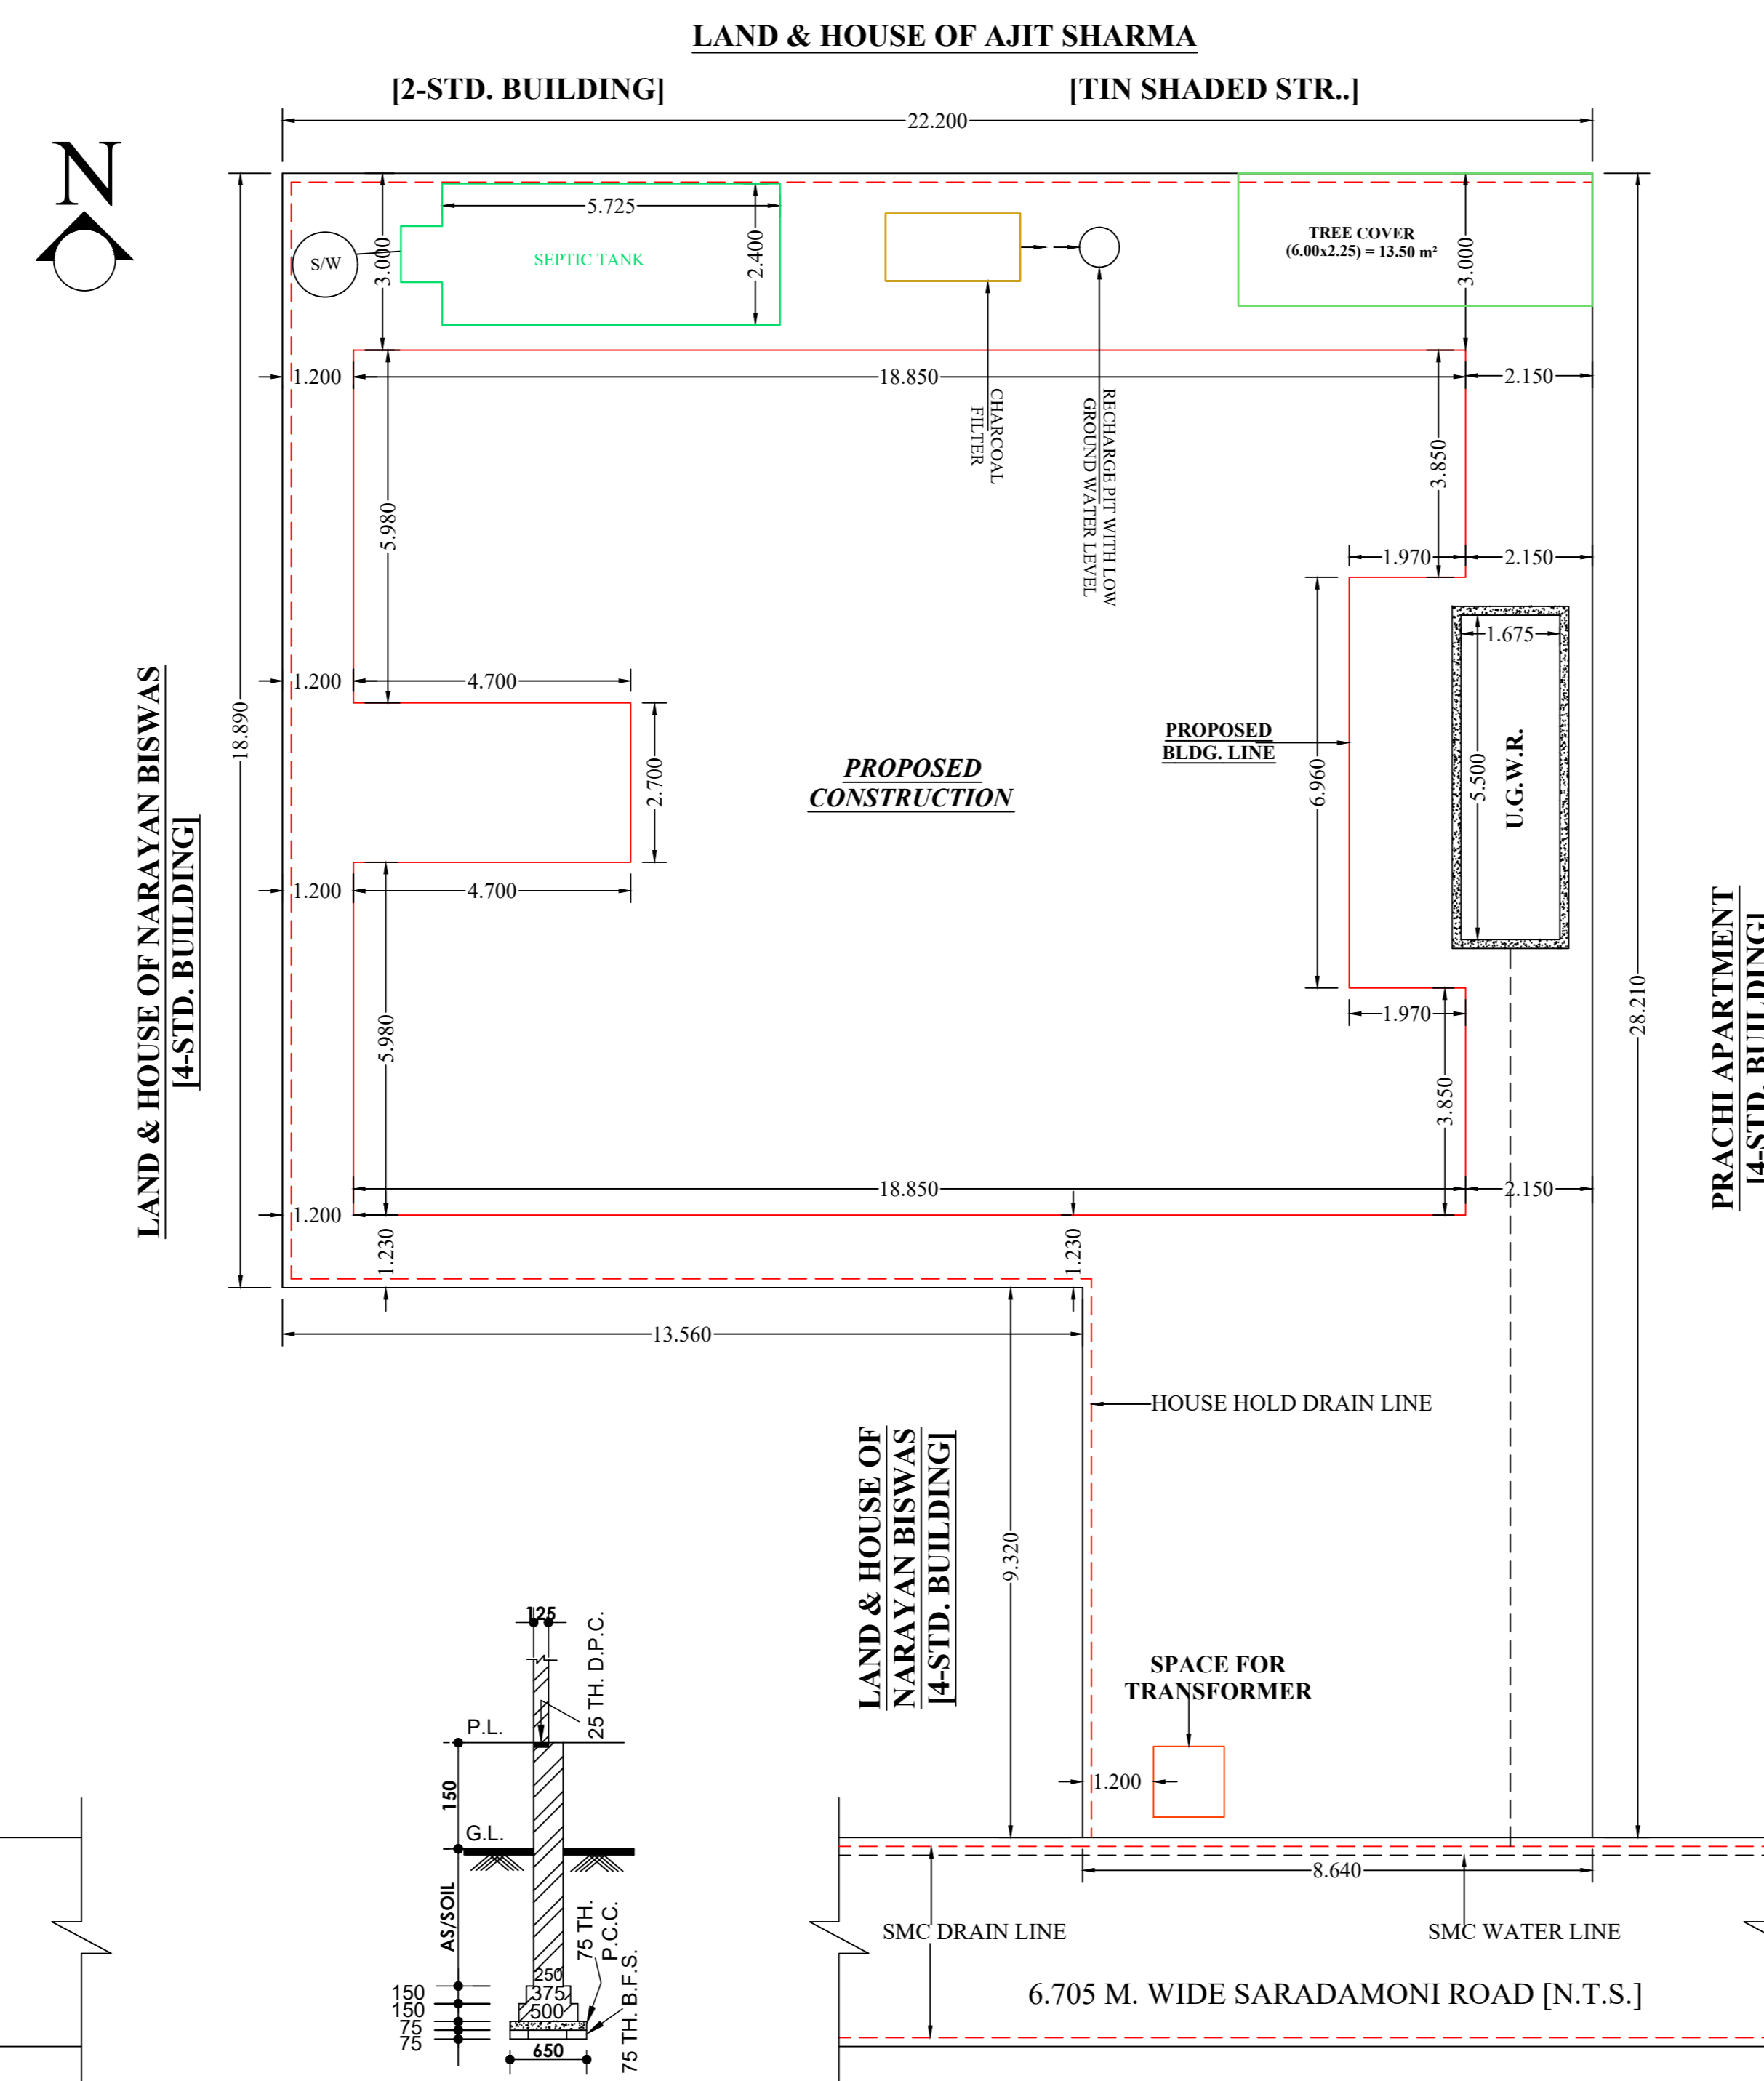 LAND & HOUSE OF AJIT SHARMA
[2-STD. BUILDING]
[TIN SHADED STR..]
22.200
N
S/W
3.000
5.725
SEPTIC TANK
2.400
TREE COVER
(6.00x2.25) = 13.50 m²
3.000
1.200
18.850
2.150
CHARCOAL
FILTER
RECHARGE PIT WITH LOW
GROUND WATER LEVEL
3.850
5.980
1.970
2.150
1.675
1.200
4.700
2.700
18.890
LAND & HOUSE OF NARAYAN BISWAS
[4-STD. BUILDING]
PROPOSED
CONSTRUCTION
PROPOSED
BLDG. LINE
6.960
5.500
U.G.W.R.
1.200
4.700
28.210
PRACHI APARTMENT
[4-STD. BUILDING]
1.970
5.980
3.850
18.850
2.150
1.200
1.230
1.230
13.560
HOUSE HOLD DRAIN LINE
LAND & HOUSE OF
NARAYAN BISWAS
[4-STD. BUILDING]
9.320
SPACE FOR
TRANSFORMER
1.200
125
25 TH. D.P.C.
P.L.
150
G.L.
AS/SOIL
75 TH.
P.C.C.
75 TH. B.F.S.
250
375
500
150
150
75
75
650
8.640
SMC DRAIN LINE
SMC WATER LINE
6.705 M. WIDE SARADAMONI ROAD [N.T.S.]